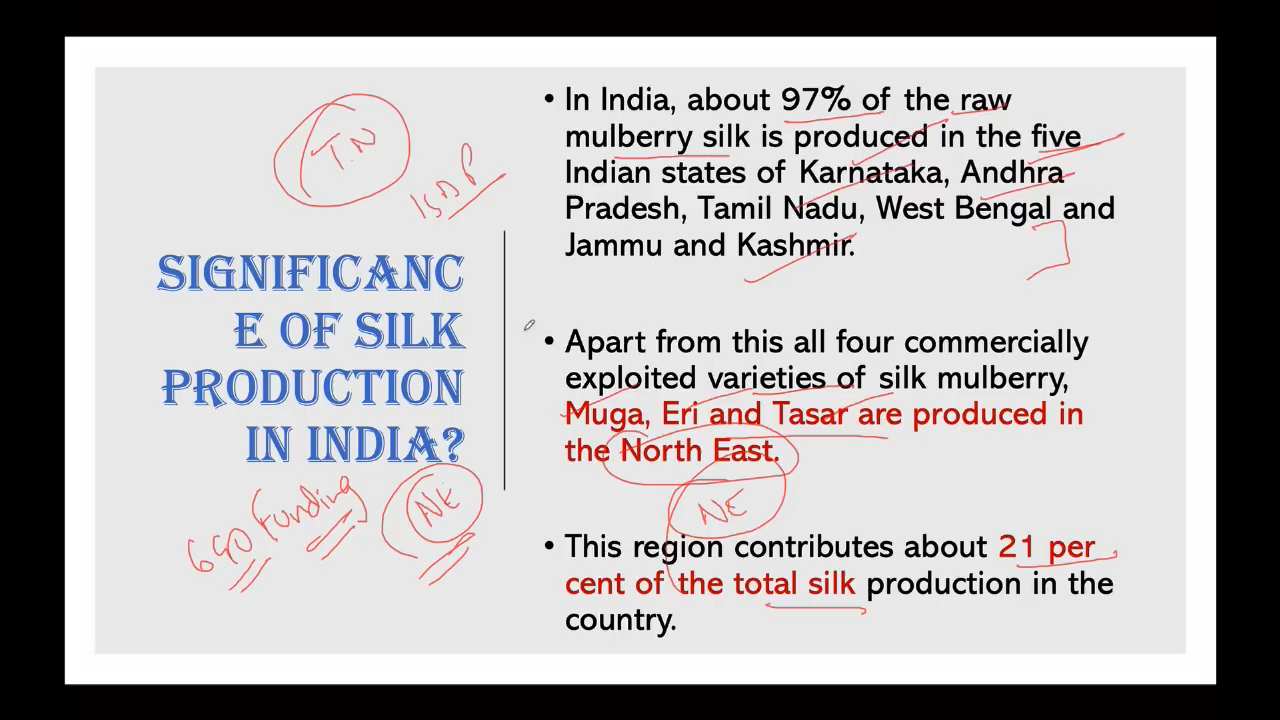 T.N
ISDP
SIGNIFICANC
E OF SILK
PRODUCTION
IN INDIA?
690 Funding
NE
• In India, about 97% of the raw
mulberry silk is produced in the five
Indian states of Karnataka, Andhra
Pradesh, Tamil Nadu, West Bengal and
Jammu and Kashmir.
• Apart from this all four commercially
exploited varieties of silk mulberry,
Muga, Eri and Tasar are produced in
the North East.
NE
• This region contributes about 21 per
cent of the total silk production in the
country.